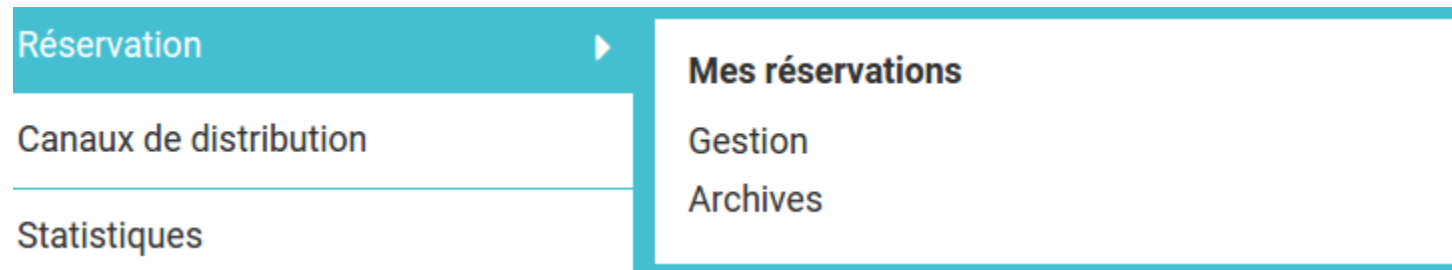 Réservation
Canaux de distribution
Statistiques
Mes réservations
Gestion
Archives